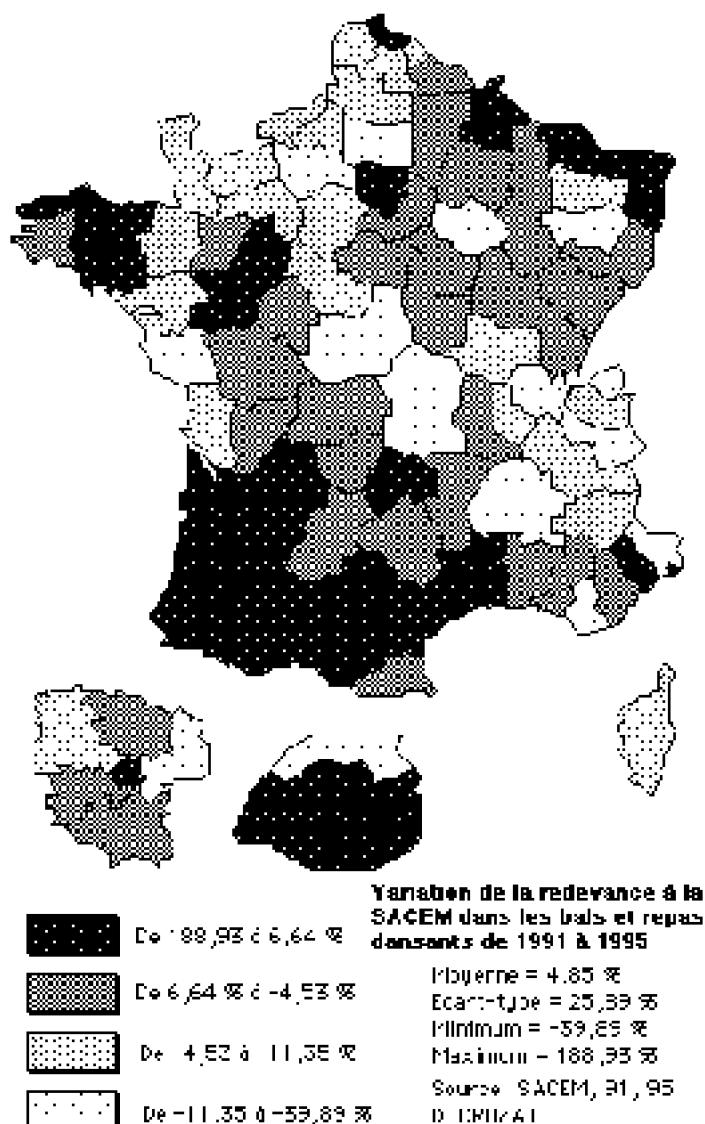 Variation de la redevance à la
SACEM dans les bals et repas
dansants de 1991 à 1995
De 188,93 à 6,64 %
De 6,64 % à -4,53 %
De -4,53 à -11,35 %
De -11,35 à -39,89 %
Moyenne = 4,85 %
Ecart-type = 25,39 %
Minimum = -39,89 %
Maximum = 188,93 %
Source SACEM, 91, 95